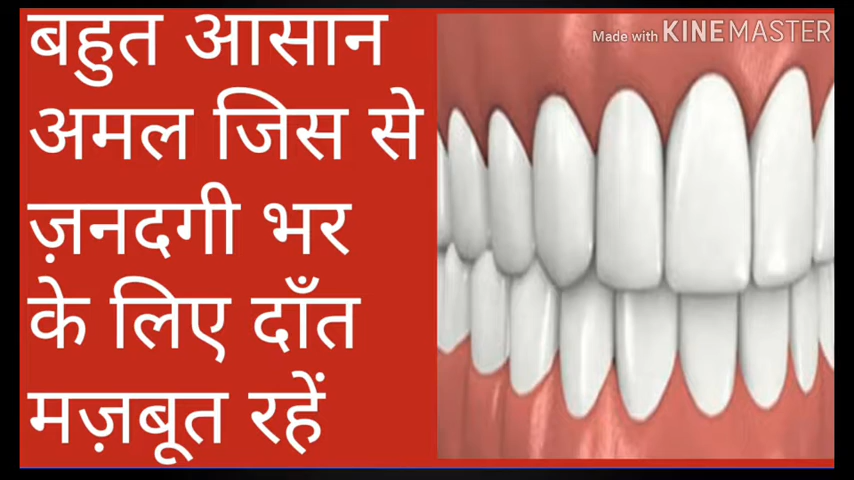 बहुत आसान
अमल जिस से
ज़नदगी भर
के लिए दाँत
मज़बूत रहें
Made with KINEMASTER